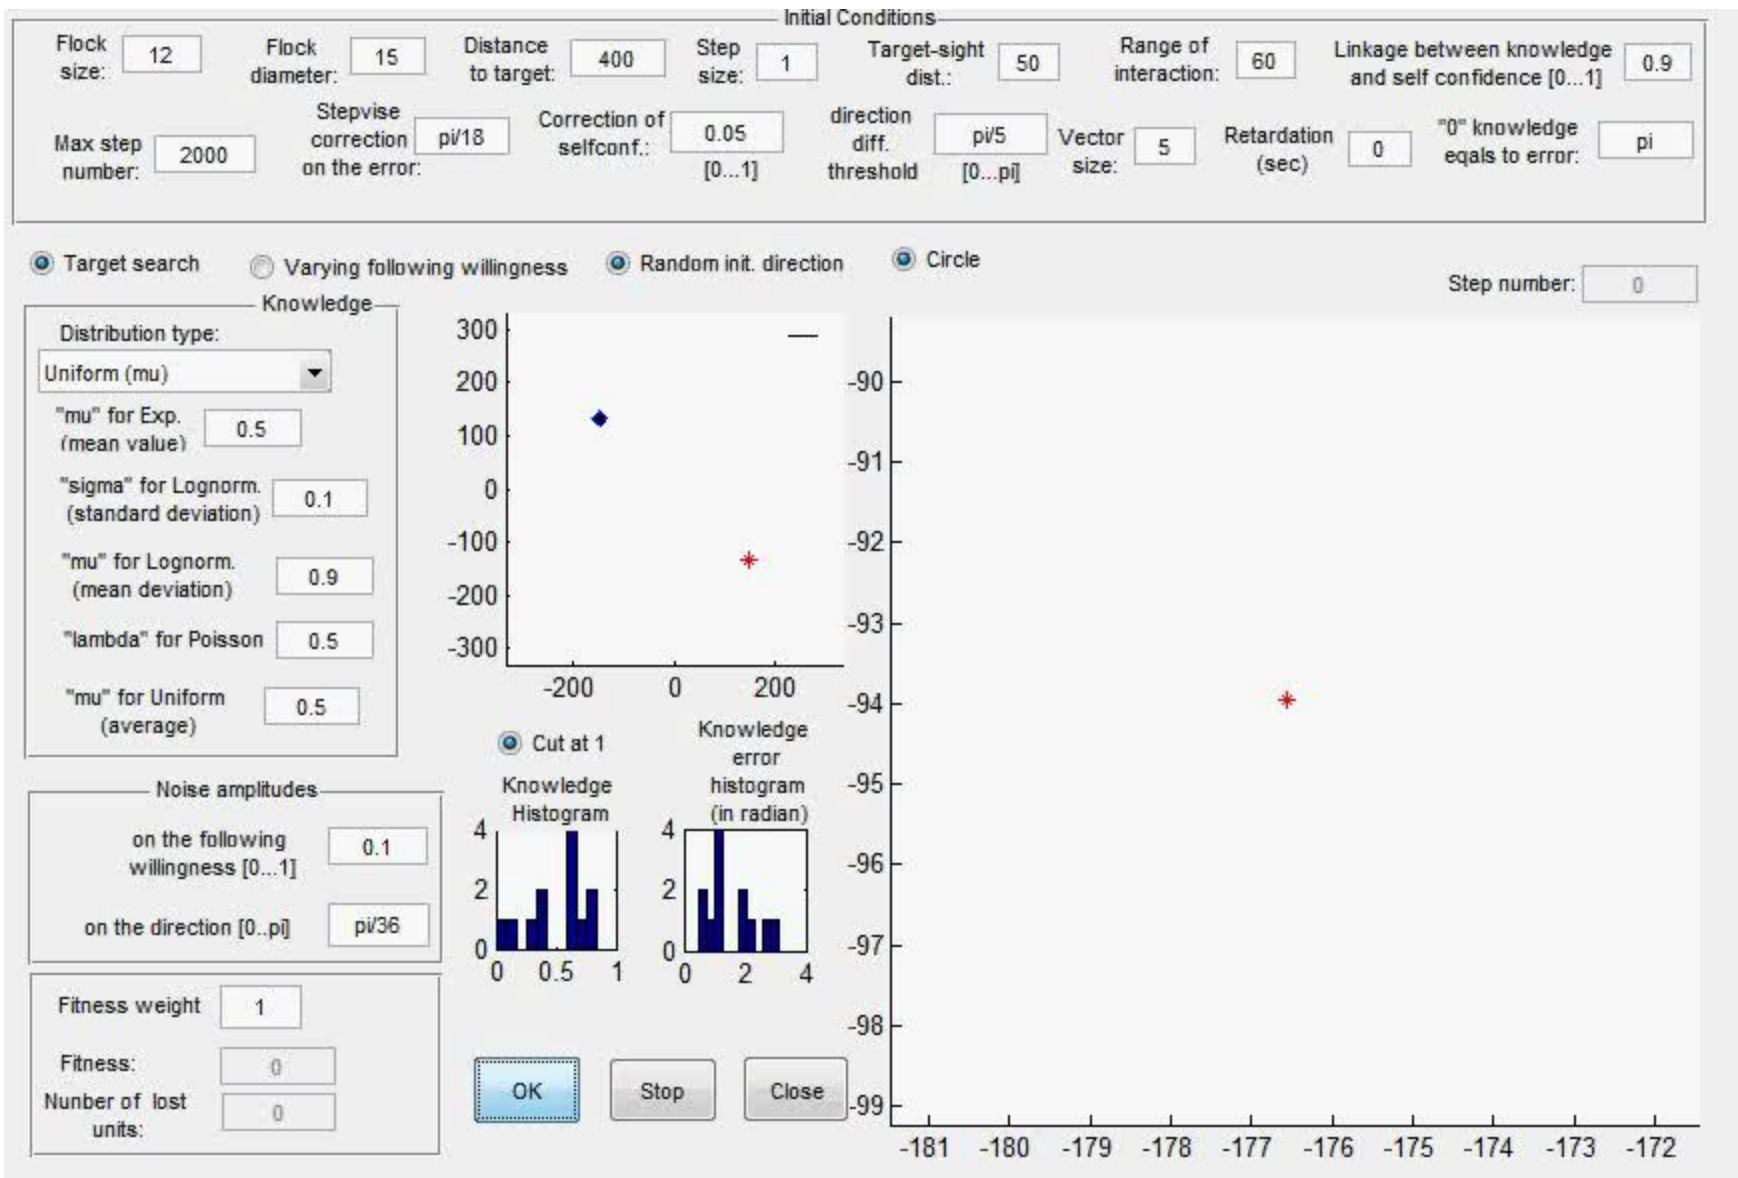 Initial Conditions
Flock size: 12
Flock diameter: 15
Distance to target: 400
Step size: 1
Target-sight dist.: 50
Range of interaction: 60
Linkage between knowledge and self confidence [0...1] 0.9
Max step number: 2000
Stepvise correction on the error: pi/18
Correction of selfconf.: 0.05 [0...1]
direction diff. threshold pi/5 [0...pi]
Vector size: 5
Retardation (sec) 0
"0" knowledge eqals to error: pi
Target search
Varying following willingness
Random init. direction
Circle
Step number: 0
Knowledge
Distribution type:
Uniform (mu)
"mu" for Exp. (mean value) 0.5
"sigma" for Lognorm. (standard deviation) 0.1
"mu" for Lognorm. (mean deviation) 0.9
"lambda" for Poisson 0.5
"mu" for Uniform (average) 0.5
300
200
100
0
-100
-200
-300
-200 0 200
Cut at 1
Knowledge Histogram
4
2
0
0 0.5 1
Knowledge error histogram (in radian)
4
2
0
0 2 4
Noise amplitudes
on the following willingness [0...1] 0.1
on the direction [0..pi] pi/36
Fitness weight 1
Fitness: 0
Nunber of lost units: 0
OK
Stop
Close
-90
-91
-92
-93
-94
-95
-96
-97
-98
-99
-181 -180 -179 -178 -177 -176 -175 -174 -173 -172